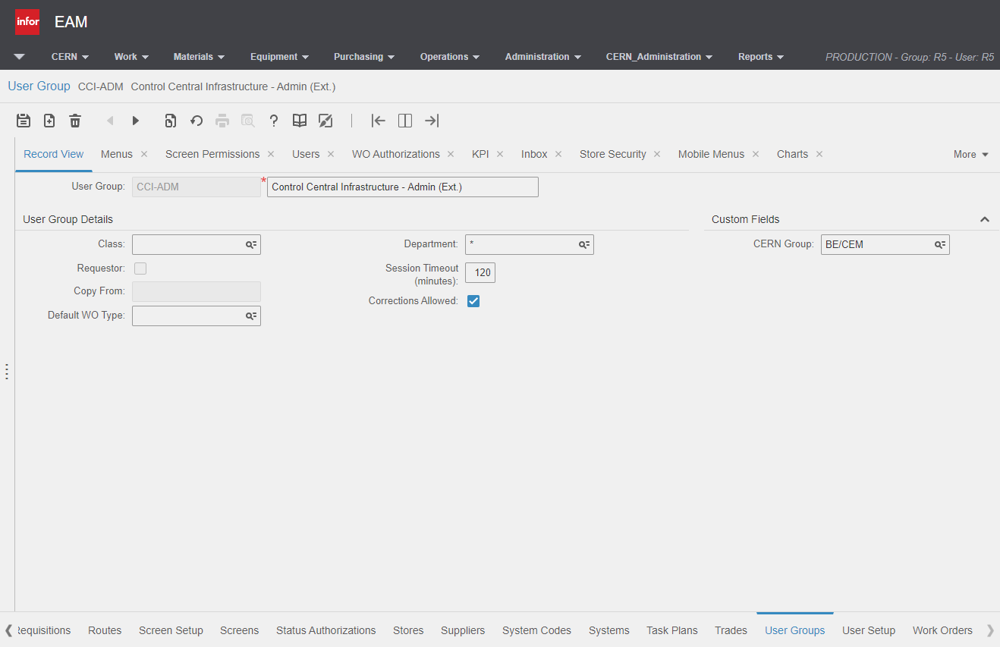 infor EAM
CERN Work Materials Equipment Purchasing Operations Administration CERN_Administration Reports PRODUCTION - Group: R5 - User: R5
User Group CCI-ADM Control Central Infrastructure - Admin (Ext.)
Record View Menus Screen Permissions Users WO Authorizations KPI Inbox Store Security Mobile Menus Charts More
User Group: CCI-ADM * Control Central Infrastructure - Admin (Ext.)
User Group Details Custom Fields
Class: Department: * CERN Group: BE/CEM
Requestor: Session Timeout
(minutes): 120
Copy From:
Corrections Allowed:
Default WO Type:
Requisitions Routes Screen Setup Screens Status Authorizations Stores Suppliers System Codes Systems Task Plans Trades User Groups User Setup Work Orders